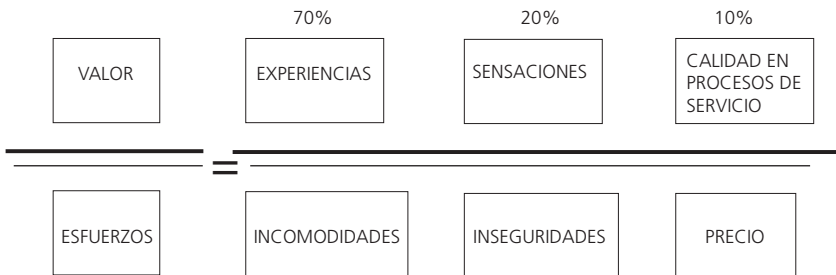 70% 20% 10%
VALOR
EXPERIENCIAS
SENSACIONES
CALIDAD EN
PROCESOS DE
SERVICIO
=
ESFUERZOS
INCOMODIDADES
INSEGURIDADES
PRECIO